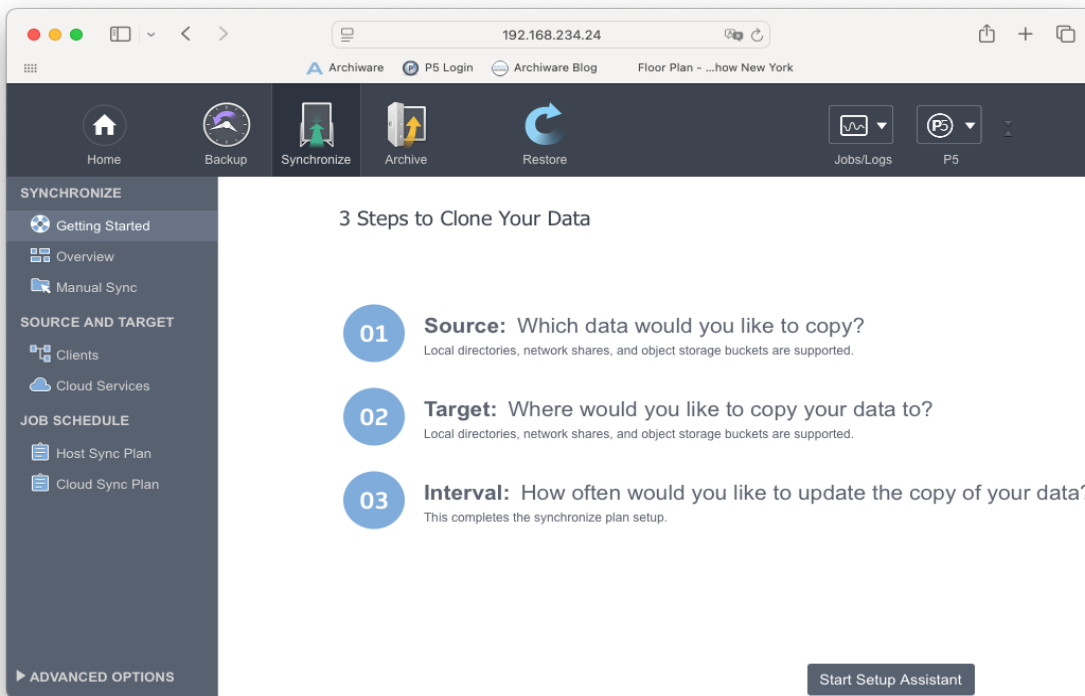 192.168.234.24
Archiware P5 Login Archiware Blog Floor Plan - ...how New York
Home Backup Synchronize Archive Restore Jobs/Logs P5
P5
SYNCHRONIZE
Getting Started
Overview
Manual Sync
SOURCE AND TARGET
Clients
Cloud Services
JOB SCHEDULE
Host Sync Plan
Cloud Sync Plan
ADVANCED OPTIONS
3 Steps to Clone Your Data
01 Source: Which data would you like to copy?
Local directories, network shares, and object storage buckets are supported.
02 Target: Where would you like to copy your data to?
Local directories, network shares, and object storage buckets are supported.
03 Interval: How often would you like to update the copy of your data?
This completes the synchronize plan setup.
Start Setup Assistant